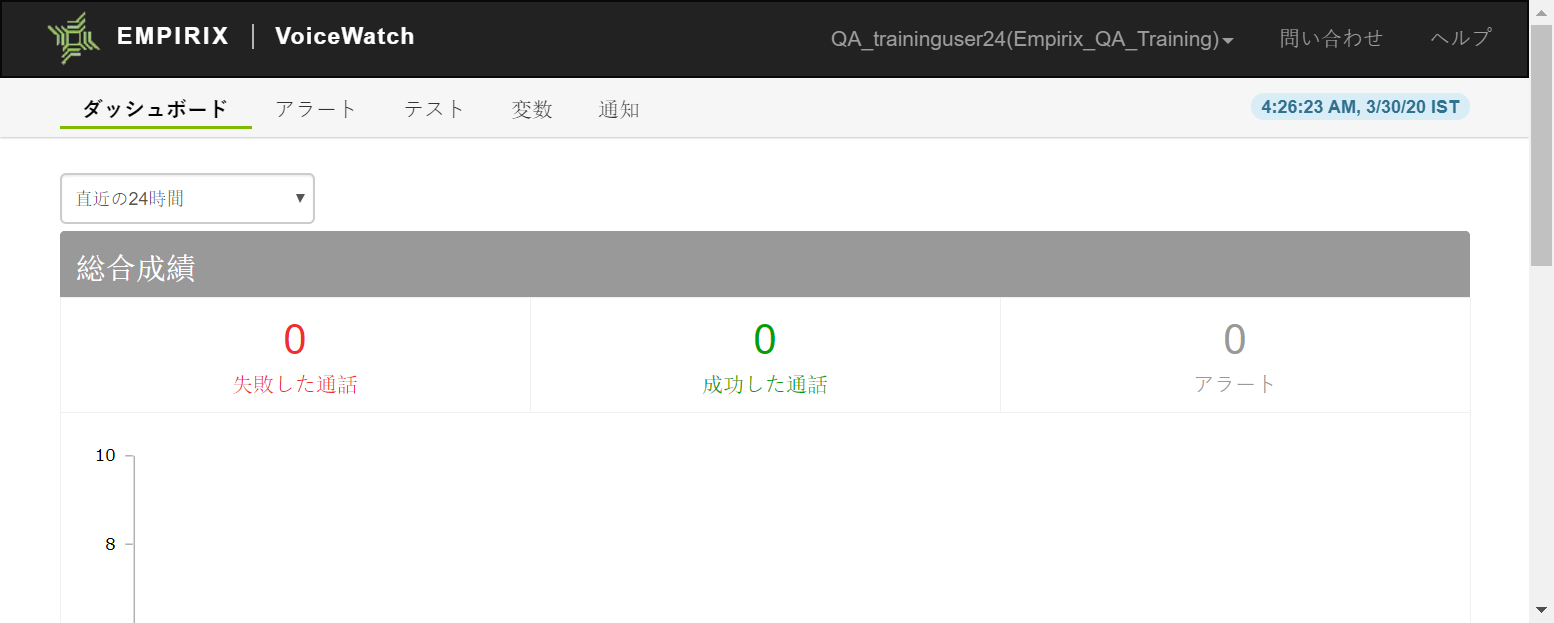 EMPIRIX | VoiceWatch
QA_traininguser24(Empirix_QA_Training) 問い合わせ ヘルプ
ダッシュボード アラート テスト 変数 通知 4:26:23 AM, 3/30/20 IST
直近の24時間
総合成績
0 0 0
失敗した通話 成功した通話 アラート
10
8